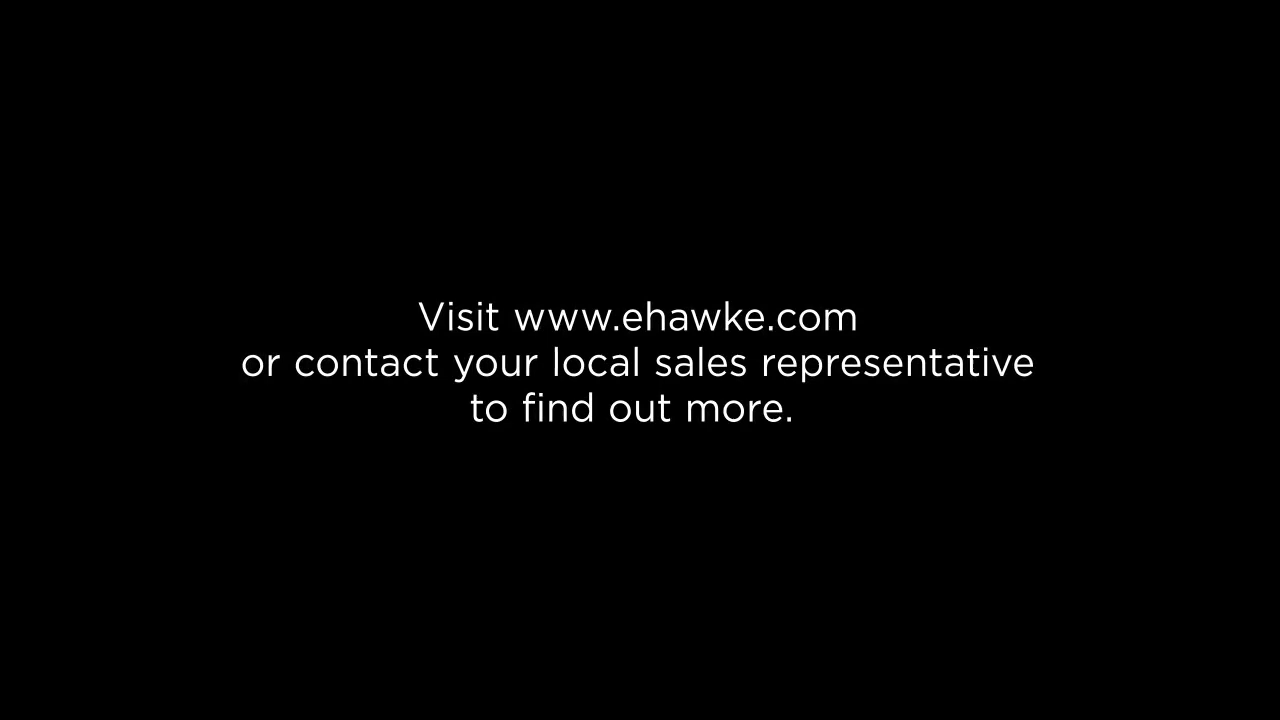 Visit www.ehawke.com
or contact your local sales representative
to find out more.